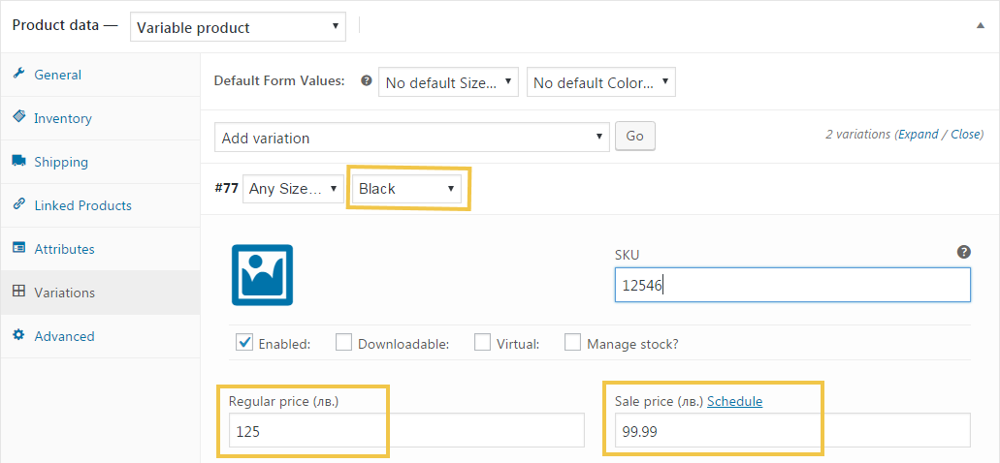 Product data — Variable product
General
Inventory
Shipping
Linked Products
Attributes
Variations
Advanced
Default Form Values: ? No default Size... No default Color...
Add variation Go 2 variations (Expand / Close)
#77 Any Size... Black
SKU ?
12546
Enabled: Downloadable: Virtual: Manage stock?
Regular price (лв.) Sale price (лв.) Schedule
125 99.99